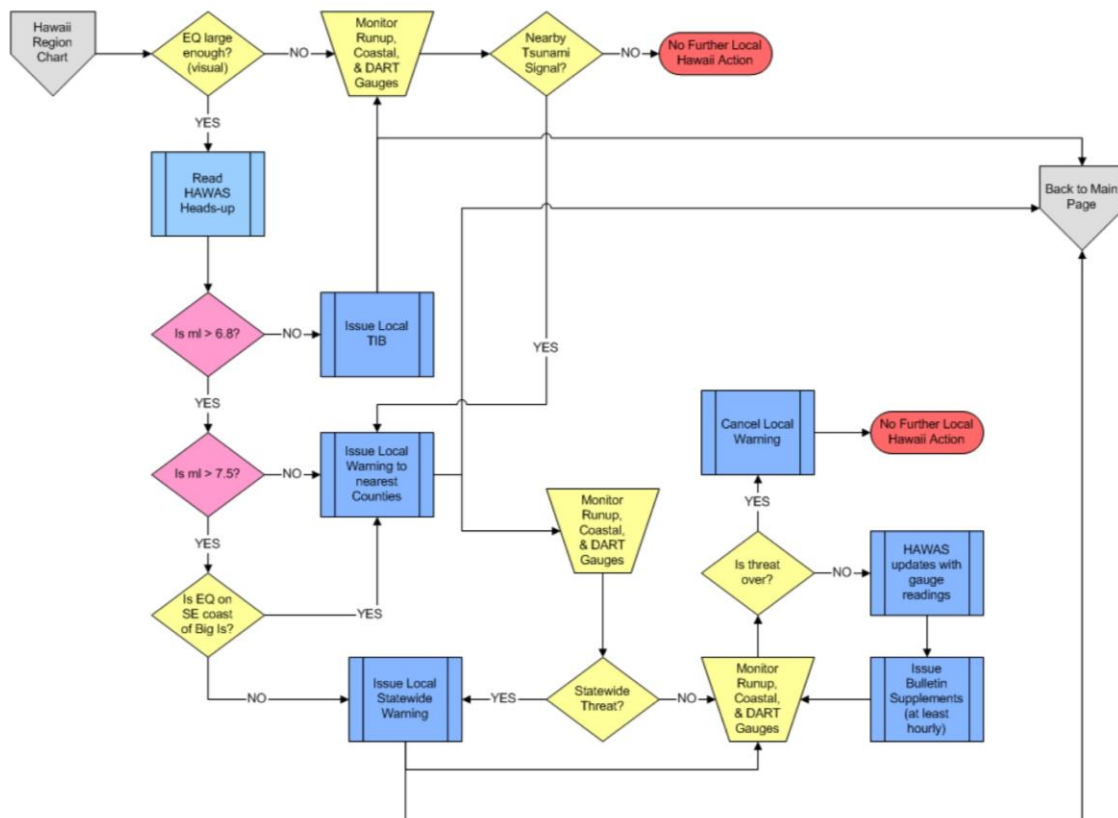 Hawaii
Region
Chart
EQ large
enough?
(visual)
NO
Monitor
Runup,
Coastal,
& DART
Gauges
Nearby
Tsunami
Signal?
NO
No Further Local
Hawaii Action
YES
Read
HAWAS
Heads-up
Back to Main
Page
Is ml > 6.8?
NO
Issue Local
TIB
YES
YES
Is ml > 7.5?
NO
Issue Local
Warning to
nearest
Counties
Cancel Local
Warning
No Further Local
Hawaii Action
YES
Monitor
Runup,
Coastal,
& DART
Gauges
YES
Is threat
over?
NO
HAWAS
updates with
gauge
readings
Is EQ on
SE coast
of Big Is?
YES
NO
Issue Local
Statewide
Warning
YES
Statewide
Threat?
NO
Monitor
Runup,
Coastal,
& DART
Gauges
Issue
Bulletin
Supplements
(at least
hourly)